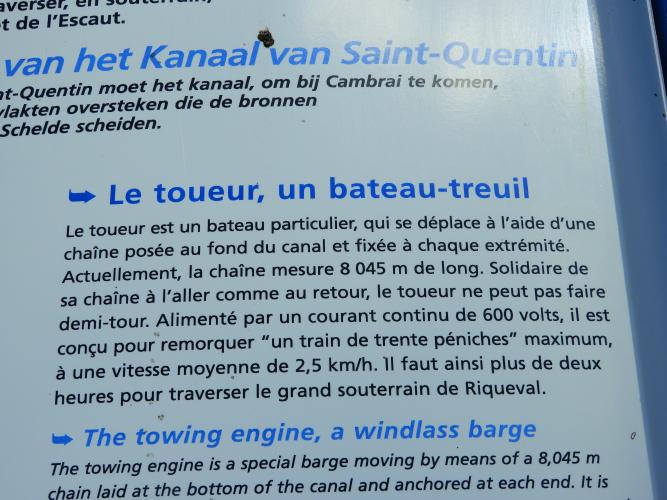 averser, en souterrain,
et de l'Escaut.
van het Kanaal van Saint-Quentin
nt-Quentin moet het kanaal, om bij Cambrai te komen,
vlakten oversteken die de bronnen
Schelde scheiden.
➥ Le toueur, un bateau-treuil
Le toueur est un bateau particulier, qui se déplace à l'aide d'une
chaîne posée au fond du canal et fixée à chaque extrémité.
Actuellement, la chaîne mesure 8 045 m de long. Solidaire de
sa chaîne à l'aller comme au retour, le toueur ne peut pas faire
demi-tour. Alimenté par un courant continu de 600 volts, il est
conçu pour remorquer "un train de trente péniches" maximum,
à une vitesse moyenne de 2,5 km/h. Il faut ainsi plus de deux
heures pour traverser le grand souterrain de Riqueval.
➥ The towing engine, a windlass barge
The towing engine is a special barge moving by means of a 8,045 m
chain laid at the bottom of the canal and anchored at each end. It is